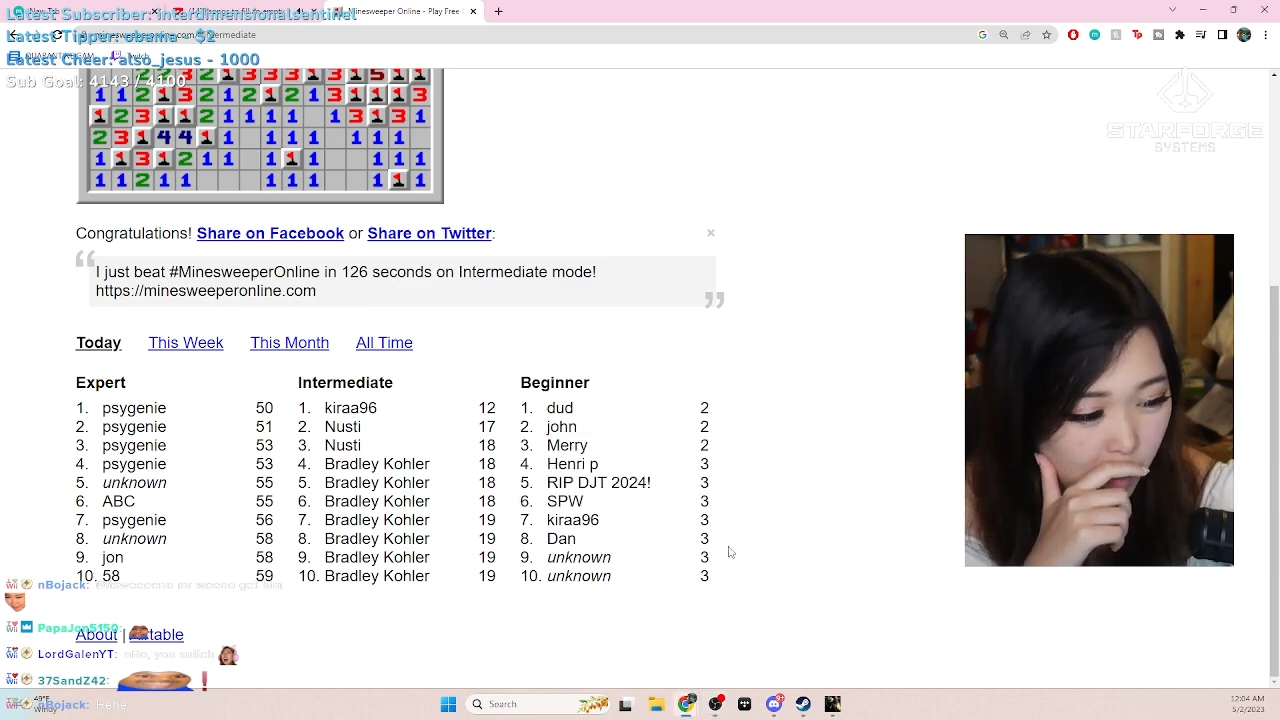 Latest Subscriber: interdimensionalsentinel
Latest Tipper: obama - $2
Latest Cheer: also_jesus - 1000
Sub Goal: 4143 / 4100
STARFORGE
SYSTEMS
Congratulations! Share on Facebook or Share on Twitter:
I just beat #MinesweeperOnline in 126 seconds on Intermediate mode!
https://minesweeperonline.com
Today This Week This Month All Time
Expert Intermediate Beginner
1. psygenie 50 1. kiraa96 12 1. dud 2
2. psygenie 51 2. Nusti 17 2. john 2
3. psygenie 53 3. Nusti 18 3. Merry 2
4. psygenie 53 4. Bradley Kohler 18 4. Henri p 3
5. unknown 55 5. Bradley Kohler 18 5. RIP DJT 2024! 3
6. ABC 55 6. Bradley Kohler 18 6. SPW 3
7. psygenie 56 7. Bradley Kohler 19 7. kiraa96 3
8. unknown 58 8. Bradley Kohler 19 8. Dan 3
9. jon 58 9. Bradley Kohler 19 9. unknown 3
10. 58 59 10. Bradley Kohler 19 10. unknown 3
nBojack:
PapaJon5150:
About |
LordGalenYT: nRo, you snitch
37SandZ42:
nBojack: Hehe
Search
12:04 AM
5/2/2023